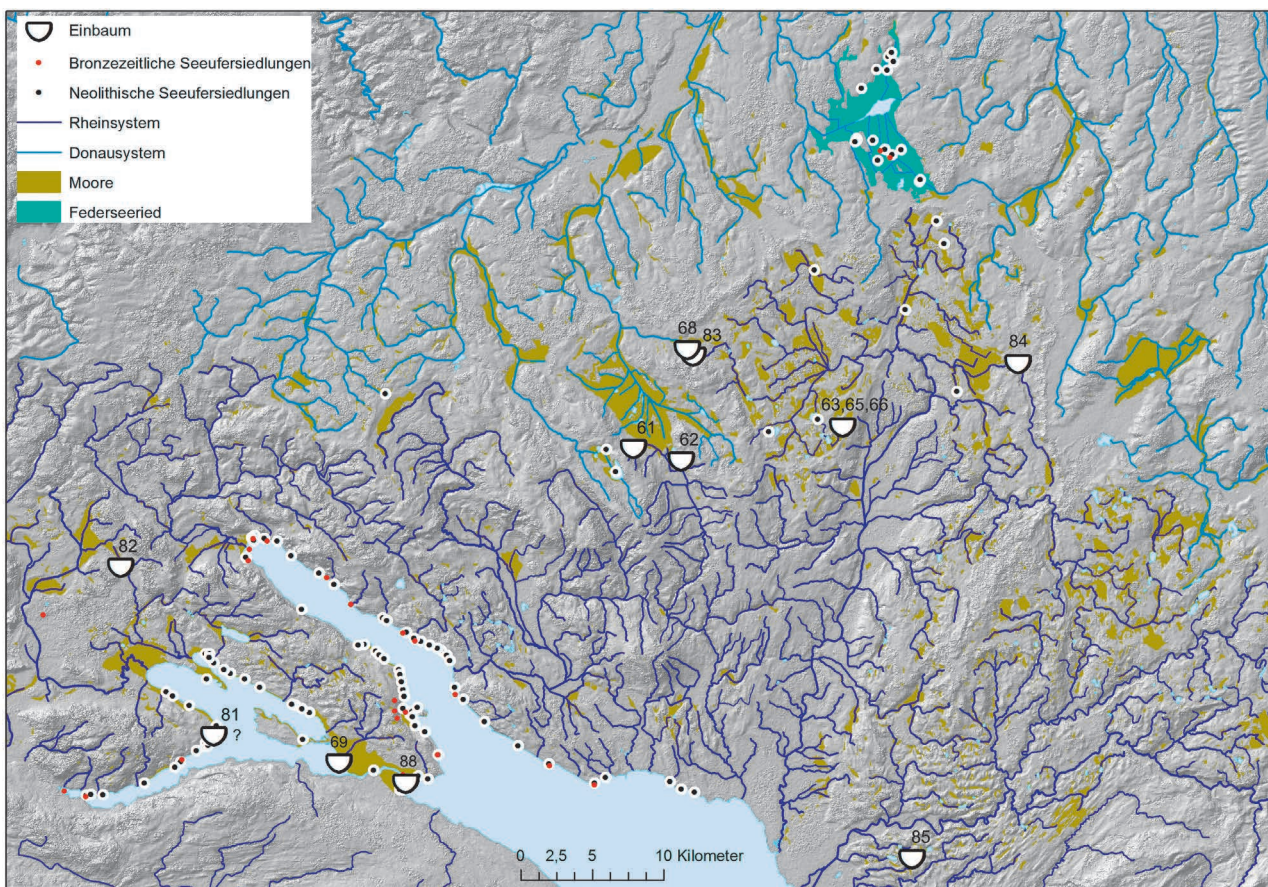 Einbaum
Bronzezeitliche Seeufersiedlungen
Neolithische Seeufersiedlungen
Rheinsystem
Donausystem
Moore
Federseeried
68 83
84
63,65,66
61
62
82
81
?
69
88
85
0 2,5 5 10 Kilometer